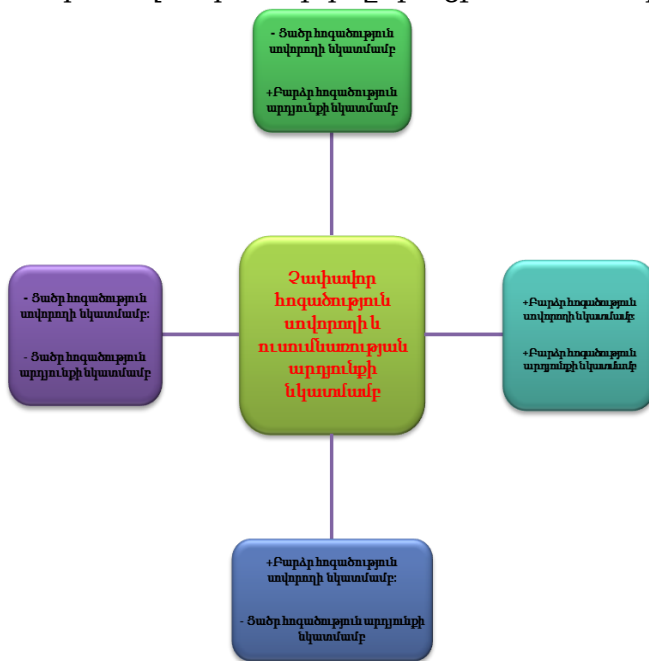 - Ցածր հոգածություն
սովորողի նկատմամբ
+Բարձր հոգածություն
արդյունքի նկատմամբ
- Ցածր հոգածություն
սովորողի նկատմամբ:
- Ցածր հոգածություն
արդյունքի նկատմամբ
Չափավոր
հոգածություն
սովորողի և
ուսումնառության
արդյունքի
նկատմամբ
+Բարձր հոգածություն
սովորողի նկատմամբ:
+Բարձր հոգածություն
արդյունքի նկատմամբ
+Բարձր հոգածություն
սովորողի նկատմամբ:
- Ցածր հոգածություն արդյունքի
նկատմամբ